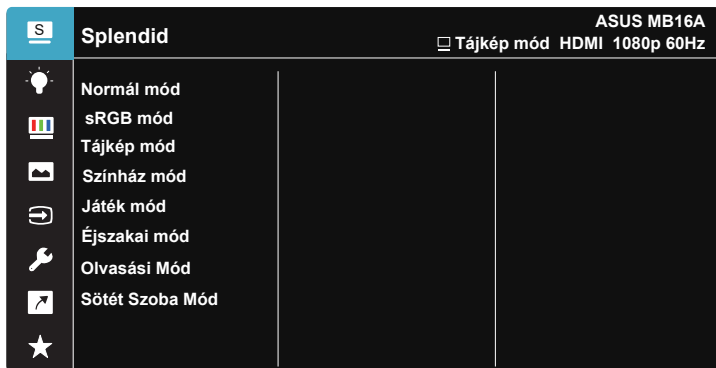 S
Splendid
ASUS MB16A
Tájkép mód HDMI 1080p 60Hz
Normál mód
sRGB mód
Tájkép mód
Színház mód
Játék mód
Éjszakai mód
Olvasási Mód
Sötét Szoba Mód